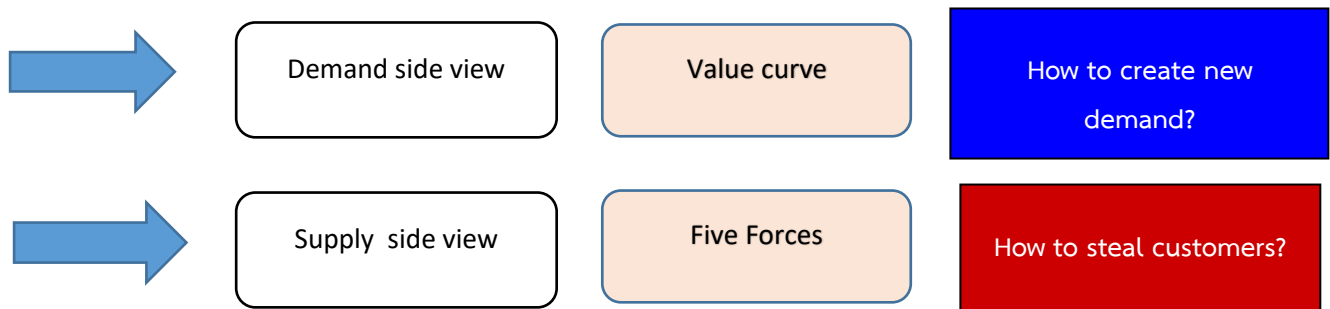 Demand side view
Value curve
How to create new
demand?
Supply side view
Five Forces
How to steal customers?